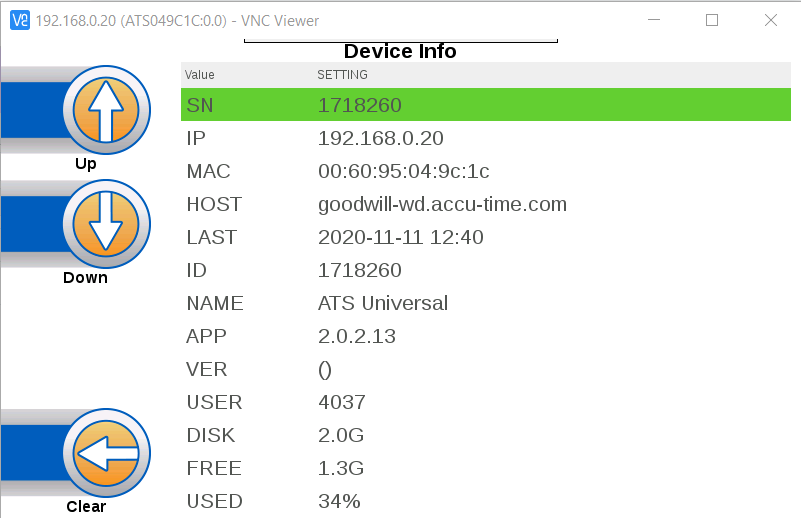 192.168.0.20 (ATS049C1C:0.0) - VNC Viewer
Device Info
Value SETTING
SN 1718260
IP 192.168.0.20
Up
MAC 00:60:95:04:9c:1c
HOST goodwill-wd.accu-time.com
LAST 2020-11-11 12:40
ID 1718260
Down
NAME ATS Universal
APP 2.0.2.13
VER ()
USER 4037
DISK 2.0G
FREE 1.3G
USED 34%
Clear